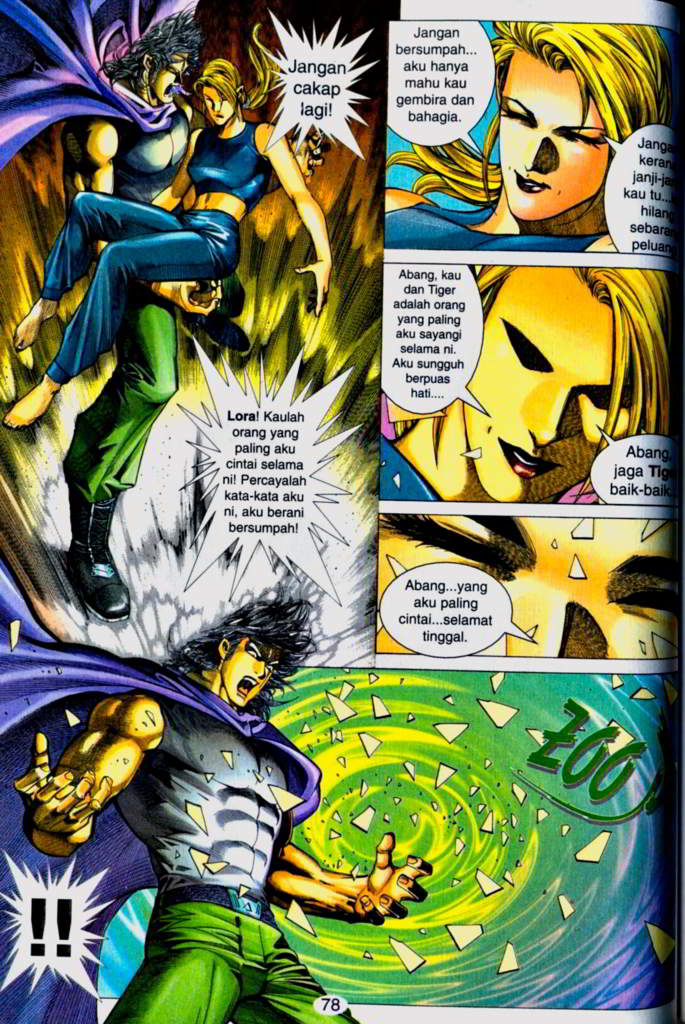 Jangan
cakap
lagi!
Lora! Kaulah
orang yang
paling aku
cintai selama
ni! Percayalah
kata-kata aku
ni, aku berani
bersumpah!
Jangan
bersumpah...
aku hanya
mahu kau
gembira dan
bahagia.
kau tu...
Abang, kau
dan Tiger
adalah orang
yang paling
aku sayangi
selama ni.
Aku sungguh
berpuas
hati....
Abang,
jaga
baik-baik.
Abang...yang
aku paling
cintai...selamat
tinggal.
ZOO
!!
78